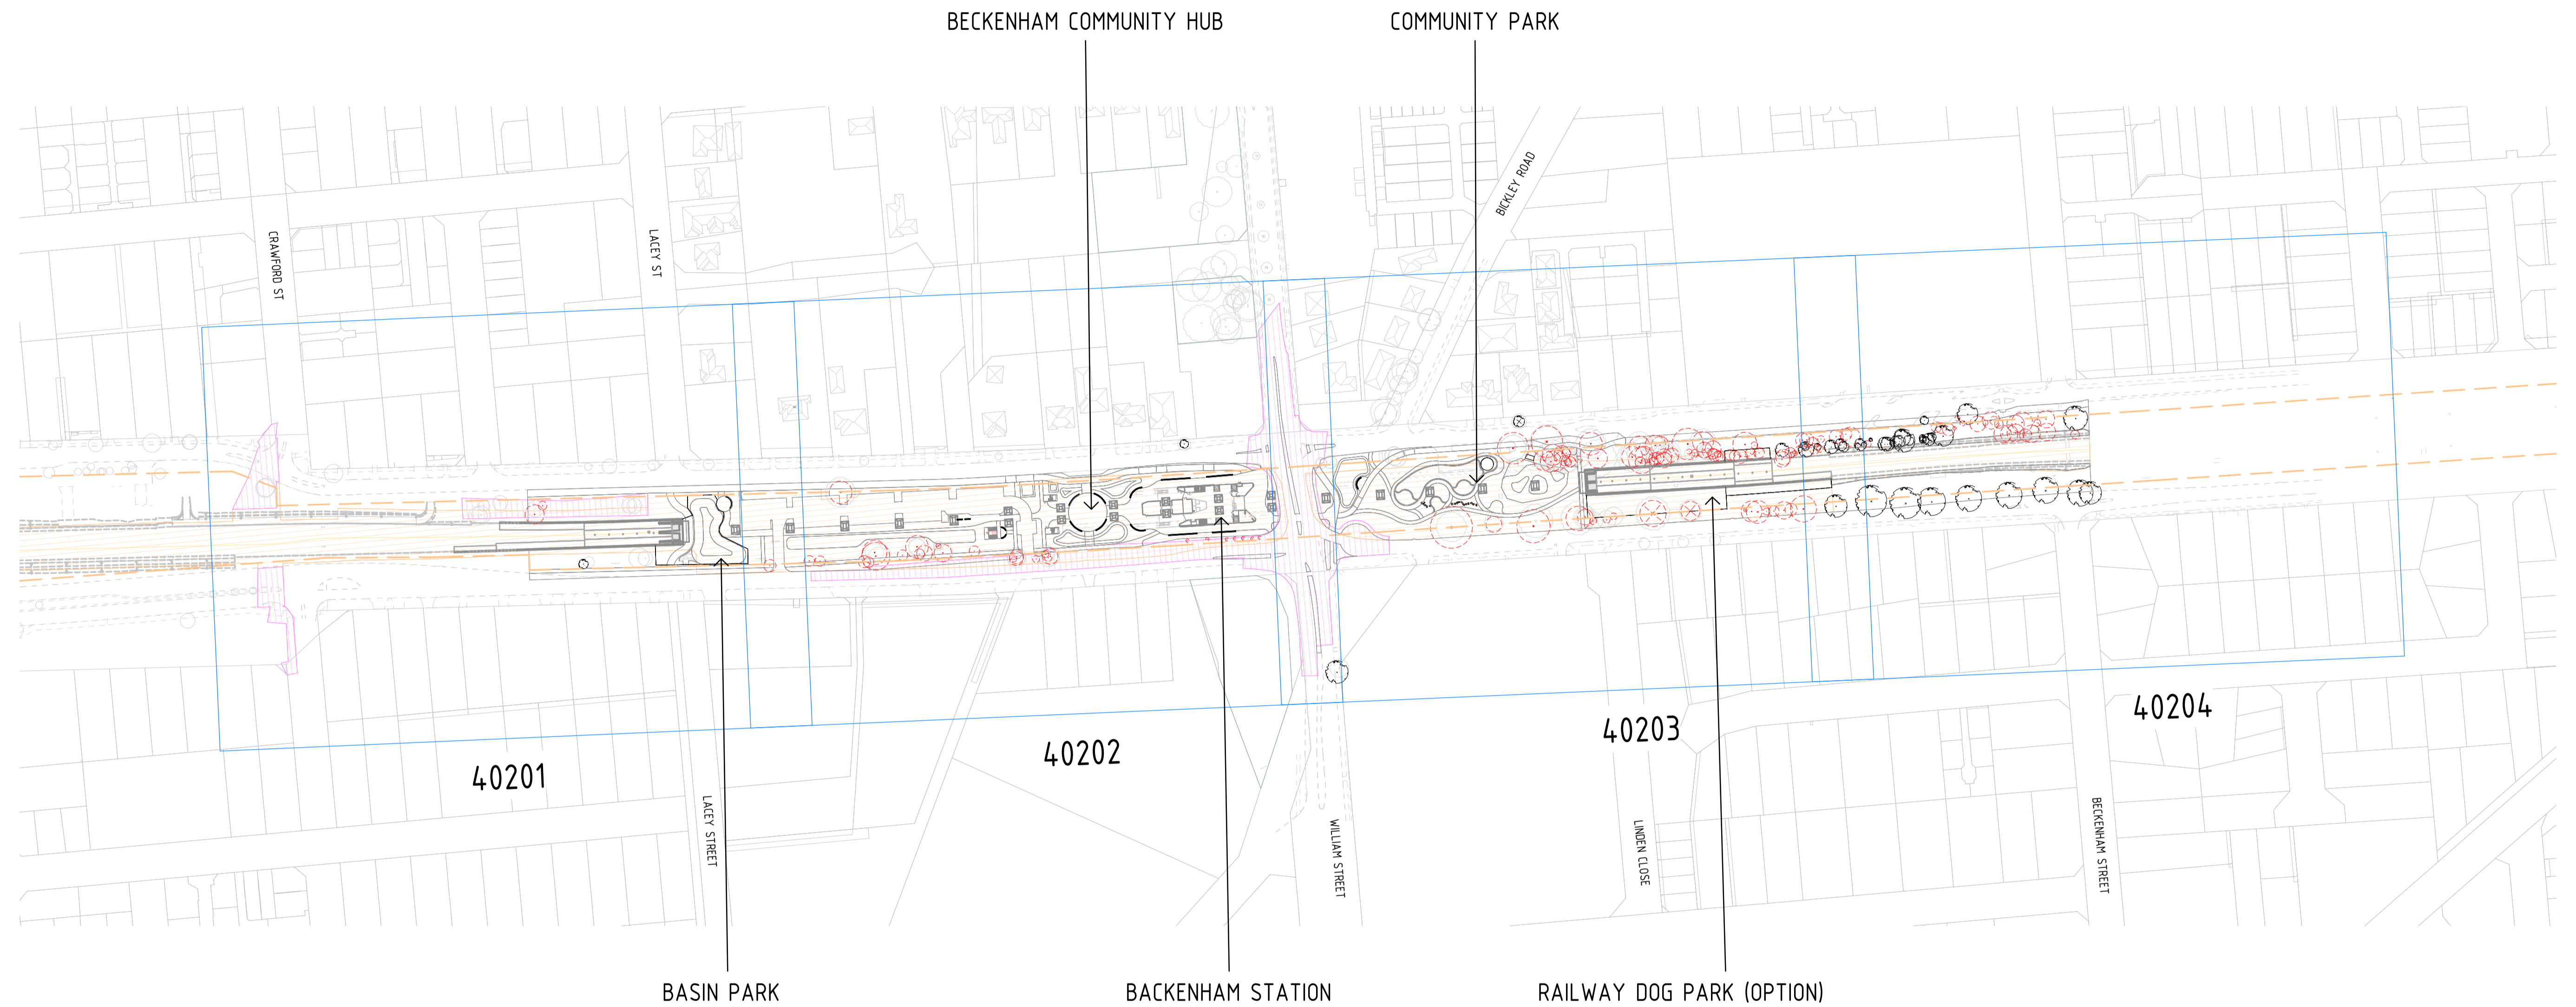 BECKENHAM COMMUNITY HUB
COMMUNITY PARK
BICKLEY ROAD
CRAWFORD ST
LACEY ST
40201
40202
40203
40204
LACEY STREET
WILLIAM STREET
LINDEN CLOSE
BECKENHAM STREET
BASIN PARK
BACKENHAM STATION
RAILWAY DOG PARK (OPTION)